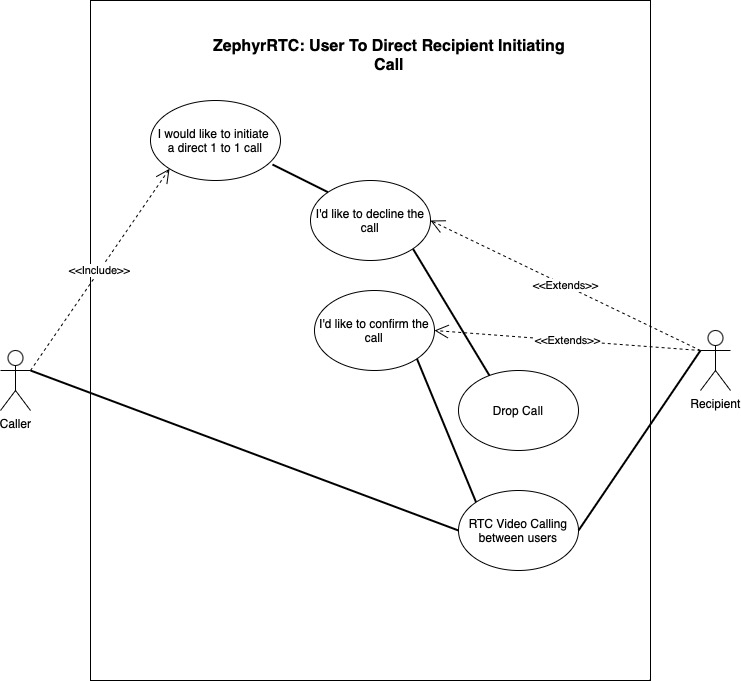 ZephyrRTC: User To Direct Recipient Initiating
Call
I would like to initiate
a direct 1 to 1 call
I'd like to decline the
call
<<Include>>
<<Extends>>
I'd like to confirm the
call
<<Extends>>
Caller
Recipient
Drop Call
RTC Video Calling
between users